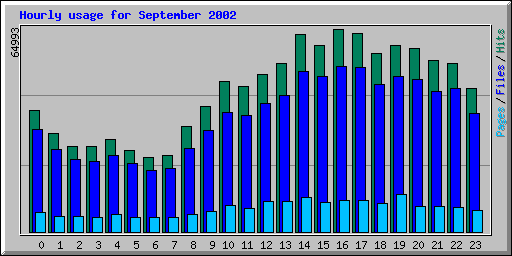 Hourly usage for September 2002
64993
Pages/Files/Hits
0 1 2 3 4 5 6 7 8 9 10 11 12 13 14 15 16 17 18 19 20 21 22 23